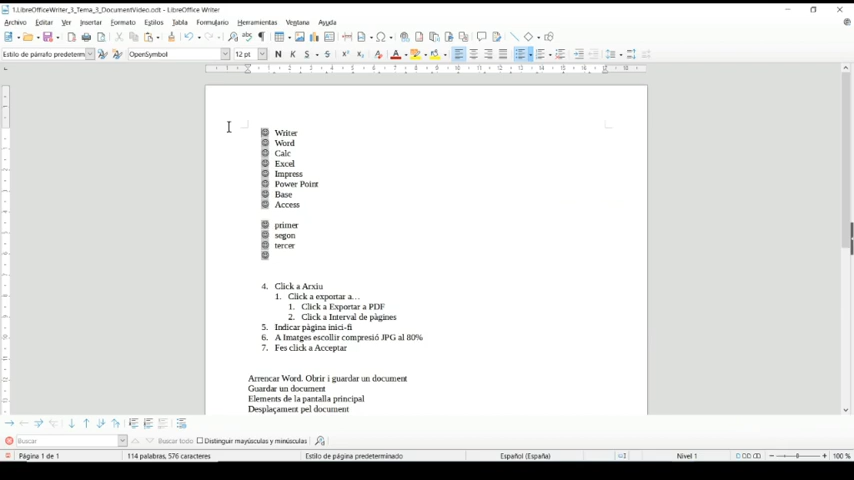 1.LibreOfficeWriter_3_Tema_3_DocumentVideo.odt - LibreOffice Writer
Archivo Editar Ver Insertar Formato Estilos Tabla Formulario Herramientas Ventana Ayuda
Estilo de párrafo predeterm OpenSymbol 12 pt N K S S
Writer
Word
Calc
Excel
Impress
Power Point
Base
Access
primer
segon
tercer
4. Click a Arxiu
1. Click a exportar a…
1. Click a Exportar a PDF
2. Click a Interval de pàgines
5. Indicar pàgina inici-fi
6. A Imatges escollir compresió JPG al 80%
7. Fes click a Acceptar
Arrencar Word. Obrir i guardar un document
Guardar un document
Elements de la pantalla principal
Desplaçament pel document
Buscar Buscar todo Distinguir mayúsculas y minúsculas
Página 1 de 1 114 palabras, 576 caracteres Estilo de página predeterminado Español (España) Nivel 1 100 %